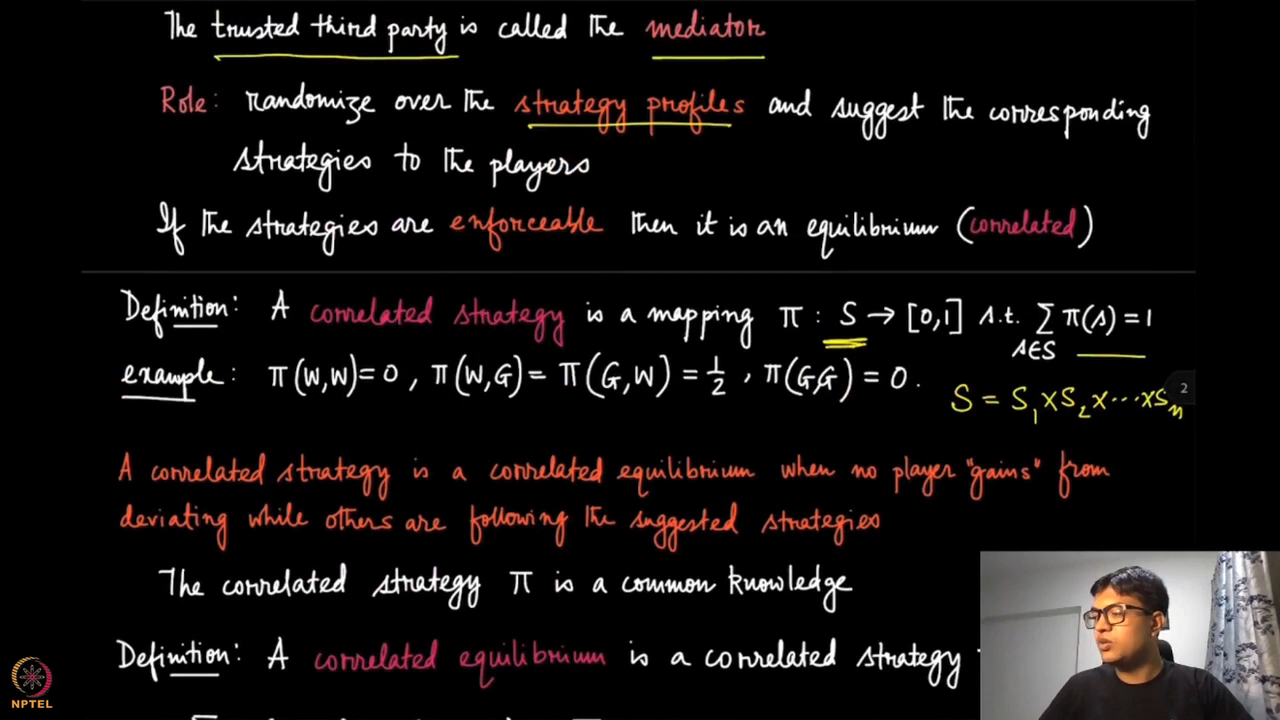 The trusted third party is called the mediator
Role: randomize over the strategy profiles and suggest the corresponding
strategies to the players
If the strategies are enforceable then it is an equilibrium (correlated)
Definition: A correlated strategy is a mapping π : S → [0,1] s.t. ∑ π(s) = 1
s∈S
example: π(W,W)=0, π(W,G) = π(G,W) = 1/2, π(G,G) = 0.
S = S₁×S₂×···×Sₙ
2
A correlated strategy is a correlated equilibrium when no player "gains" from
deviating while others are following the suggested strategies
The correlated strategy π is a common knowledge
Definition: A correlated equilibrium is a correlated strategy
NPTEL